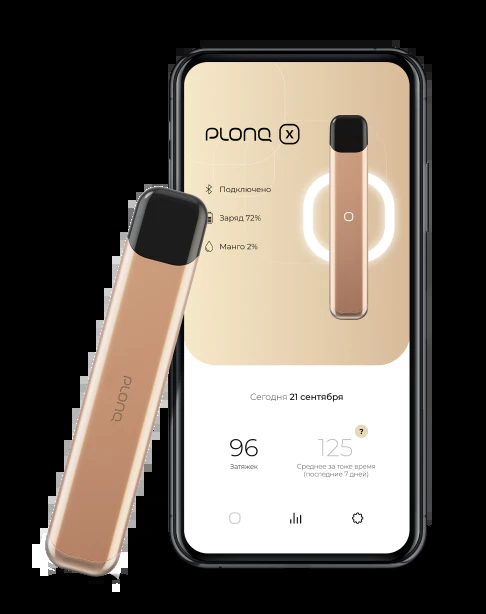 PLONQ X
Подключено
Заряд 72%
Манго 2%
Сегодня 21 сентября
?
96
125
Затяжек
Среднее за тоже время
(последние 7 дней)
PLONQ